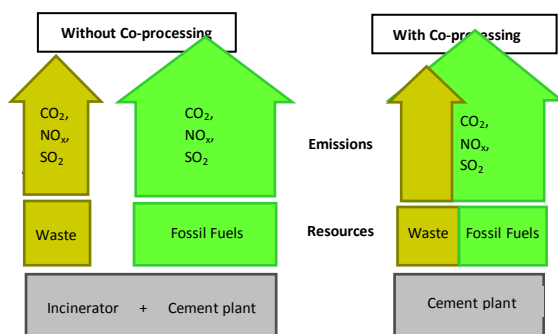 Without Co-processing
With Co-processing
CO₂,
NOₓ,
SO₂
CO₂,
NOₓ,
SO₂
Emissions
CO₂,
NOₓ,
SO₂
Waste
Fossil Fuels
Resources
Waste
Fossil Fuels
Incinerator + Cement plant
Cement plant